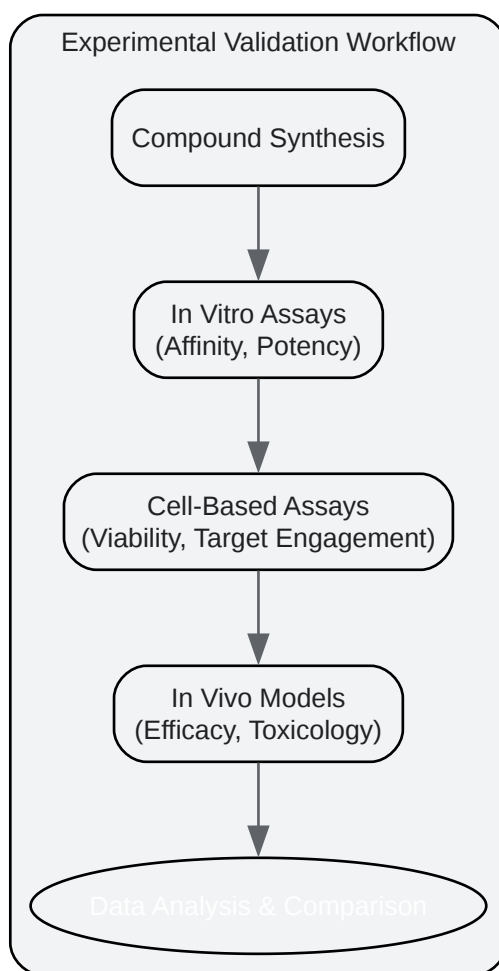 Experimental Validation Workflow
Compound Synthesis
In Vitro Assays
(Affinity, Potency)
Cell-Based Assays
(Viability, Target Engagement)
In Vivo Models
(Efficacy, Toxicology)
Data Analysis & Comparison